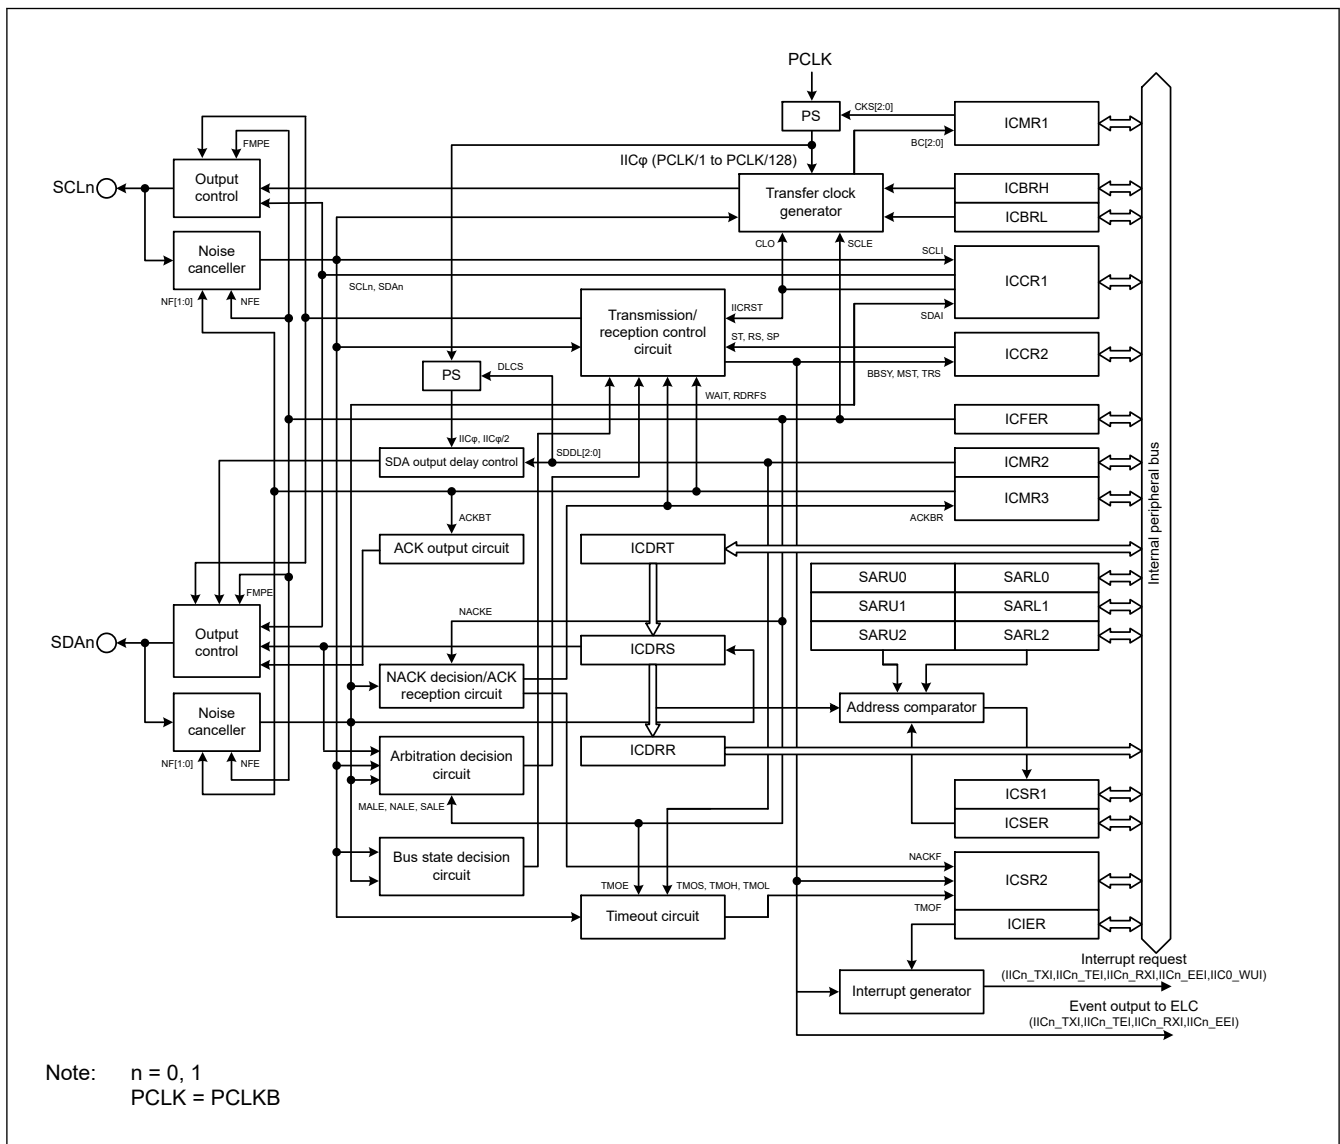 PCLK
PS
CKS[2:0]
ICMR1
BC[2:0]
FMPE
IICφ (PCLK/1 to PCLK/128)
SCLn
Output
control
Transfer clock
generator
ICBRH
ICBRL
Noise
canceller
CLO
SCLE
SCLI
ICCR1
NF[1:0]
NFE
SCLn, SDAn
IICRST
SDAI
Transmission/
reception control
circuit
ST, RS, SP
ICCR2
BBSY, MST, TRS
PS
DLCS
WAIT, RDRFS
ICFER
IICφ, IICφ/2
SDA output delay control
SDDL[2:0]
ICMR2
ICMR3
ACKBT
ACKBR
Internal peripheral bus
ACK output circuit
ICDRT
SARU0
SARL0
FMPE
NACKE
SARU1
SARL1
SDAn
Output
control
ICDRS
SARU2
SARL2
NACK decision/ACK
reception circuit
Address comparator
Noise
canceller
Arbitration decision
circuit
ICDRR
NF[1:0]
NFE
ICSR1
MALE, NALE, SALE
ICSER
Bus state decision
circuit
NACKF
ICSR2
TMOE
TMOS, TMOH, TMOL
TMOF
Timeout circuit
ICIER
Interrupt request
(IICn_TXI,IICn_TEI,IICn_RXI,IICn_EEI,IIC0_WUI)
Interrupt generator
Event output to ELC
(IICn_TXI,IICn_TEI,IICn_RXI,IICn_EEI)
Note: n = 0, 1
PCLK = PCLKB